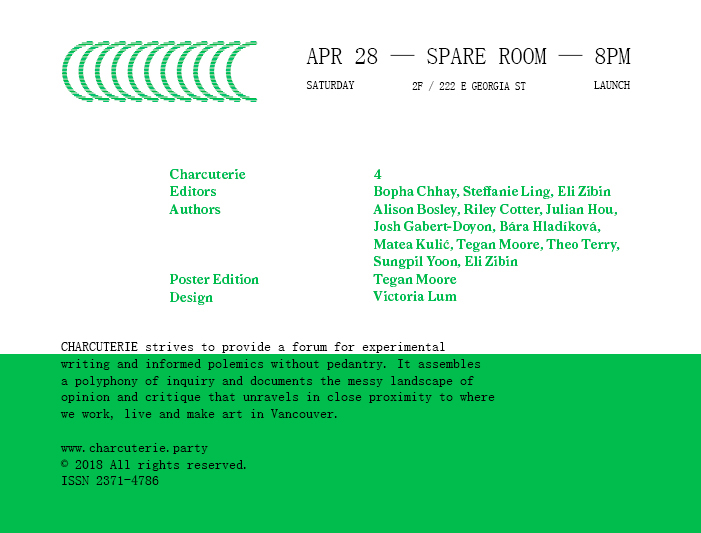 APR 28 — SPARE ROOM — 8PM
SATURDAY 2F / 222 E GEORGIA ST LAUNCH
Charcuterie 4
Editors Bopha Chhay, Steffanie Ling, Eli Zibin
Authors Alison Bosley, Riley Cotter, Julian Hou,
Josh Gabert-Doyon, Bára Hladíková,
Matea Kulić, Tegan Moore, Theo Terry,
Sungpil Yoon, Eli Zibin
Poster Edition Tegan Moore
Design Victoria Lum
CHARCUTERIE strives to provide a forum for experimental
writing and informed polemics without pedantry. It assembles
a polyphony of inquiry and documents the messy landscape of
opinion and critique that unravels in close proximity to where
we work, live and make art in Vancouver.
www.charcuterie.party
© 2018 All rights reserved.
ISSN 2371-4786